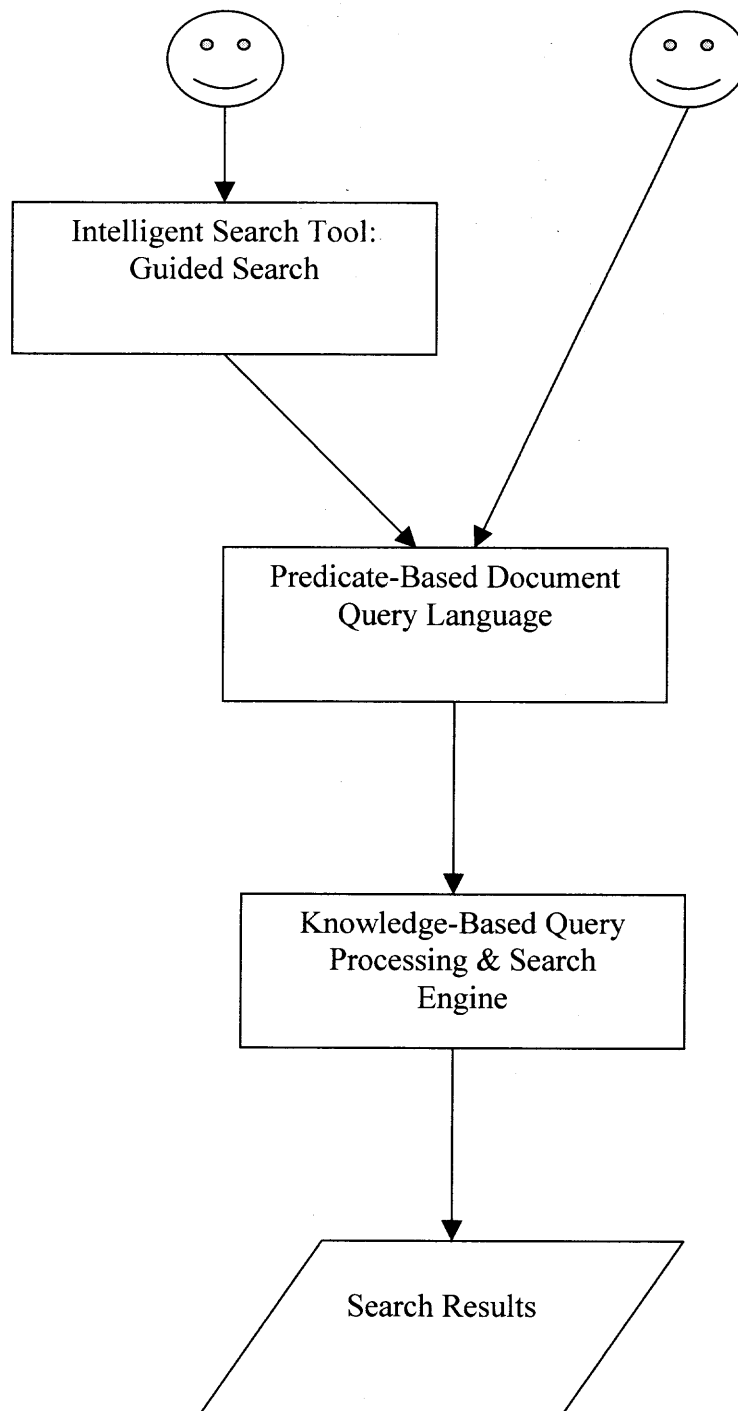 Intelligent Search Tool:
Guided Search
Predicate-Based Document
Query Language
Knowledge-Based Query
Processing & Search
Engine
Search Results